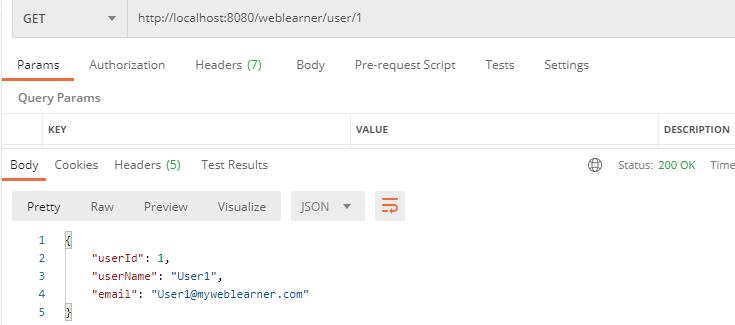 GET http://localhost:8080/weblearner/user/1
Params Authorization Headers (7) Body Pre-request Script Tests Settings
Query Params
KEY VALUE DESCRIPTION
Body Cookies Headers (5) Test Results Status: 200 OK Time
Pretty Raw Preview Visualize JSON
1 {
2 "userId": 1,
3 "userName": "User1",
4 "email": "User1@myweblearner.com"
5 }